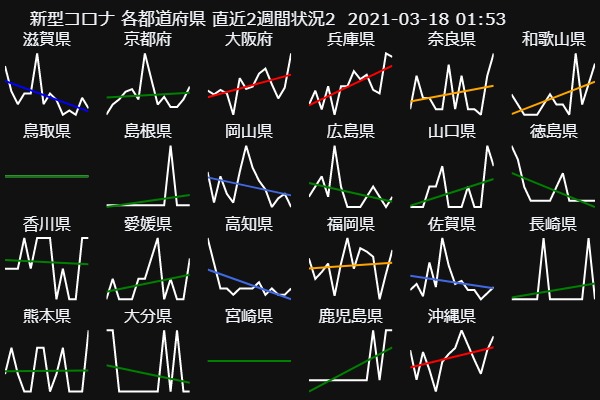 新型コロナ 各都道府県 直近2週間状況2 2021-03-18 01:53
滋賀県 京都府 大阪府 兵庫県 奈良県 和歌山県
鳥取県 島根県 岡山県 広島県 山口県 徳島県
香川県 愛媛県 高知県 福岡県 佐賀県 長崎県
熊本県 大分県 宮崎県 鹿児島県 沖縄県